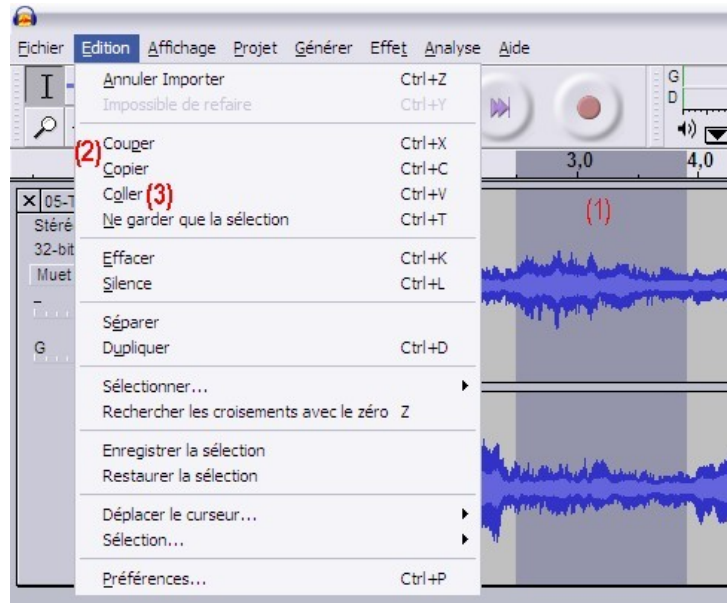 Fichier Edition Affichage Projet Générer Effet Analyse Aide
Annuler Importer Ctrl+Z
Impossible de refaire Ctrl+Y
G
D
(2) Couper Ctrl+X
Copier Ctrl+C
Coller (3) Ctrl+V
Ne garder que la sélection Ctrl+T
3,0 4,0
(1)
X 05-T
Stéré
32-bit
Muet
Effacer Ctrl+K
Silence Ctrl+L
Séparer
Dupliquer Ctrl+D
G
Sélectionner...
Rechercher les croisements avec le zéro Z
Enregistrer la sélection
Restaurer la sélection
Déplacer le curseur...
Sélection...
Préférences... Ctrl+P